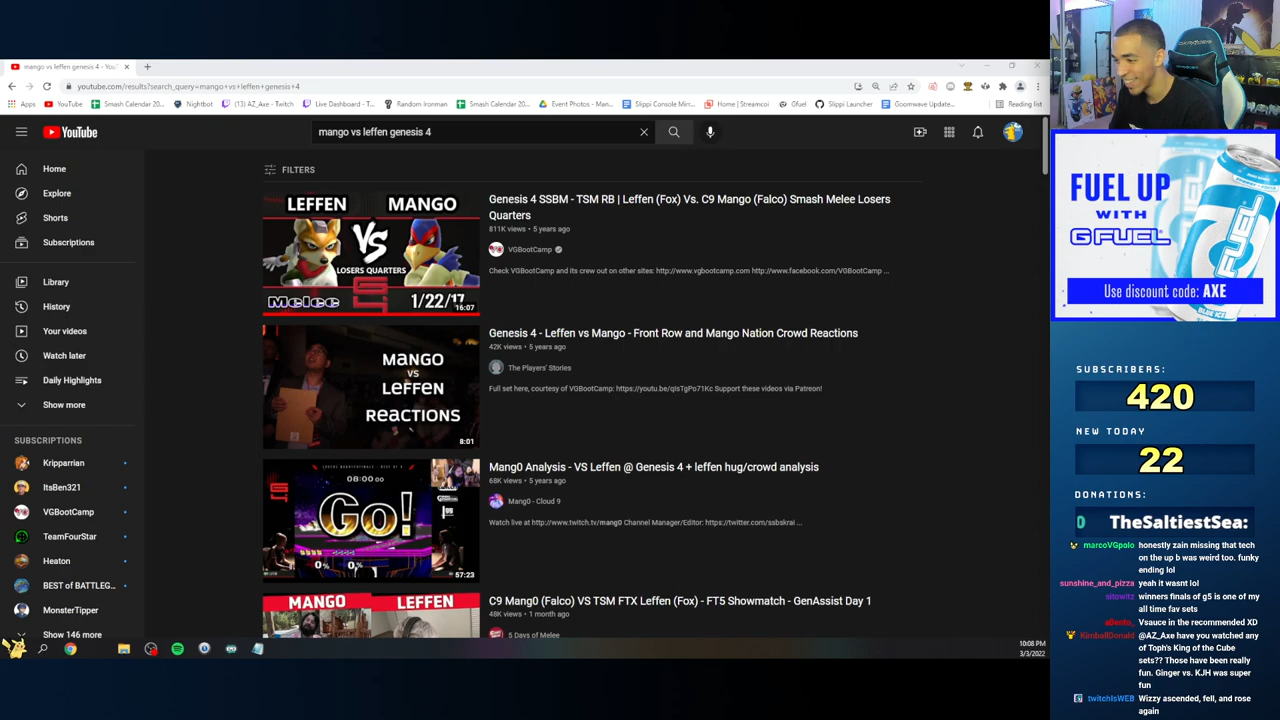 mango vs leffen genesis 4 - You
youtube.com/results?search_query=mango+vs+leffen+genesis+4
Apps YouTube Smash Calendar 20... Nightbot (13) AZ_Axe - Twitch Live Dashboard - T... Random Ironman Smash Calendar 20... Event Photos - Man... Slippi Console Mirr... Home | Streamcoi Gfuel Slippi Launcher Goomwave Update... Reading list
YouTube mango vs leffen genesis 4
Home
Explore
Shorts
Subscriptions
Library
History
Your videos
Watch later
Daily Highlights
Show more
SUBSCRIPTIONS
Kripparrian
ItsBen321
VGBootCamp
TeamFourStar
Heaton
BEST of BATTLEG...
MonsterTipper
Show 146 more
FILTERS
LEFFEN MANGO
VS
LOSERS QUARTERS
Melee 1/22/17
16:07
Genesis 4 SSBM - TSM RB | Leffen (Fox) Vs. C9 Mango (Falco) Smash Melee Losers
Quarters
811K views • 5 years ago
VGBootCamp
Check VGBootCamp and its crew out on other sites: http://www.vgbootcamp.com http://www.facebook.com/VGBootCamp ...
MANGO
VS
LEFFEN
REACTIONS
8:01
Genesis 4 - Leffen vs Mango - Front Row and Mango Nation Crowd Reactions
42K views • 5 years ago
The Players' Stories
Full set here, courtesy of VGBootCamp: https://youtu.be/qIsTgPo71Kc Support these videos via Patreon!
08:00 00
Go!
0% 0%
57:23
Mang0 Analysis - VS Leffen @ Genesis 4 + leffen hug/crowd analysis
68K views • 5 years ago
Mang0 - Cloud 9
Watch live at http://www.twitch.tv/mang0 Channel Manager/Editor: https://twitter.com/ssbskrai ...
MANGO LEFFEN
C9 Mang0 (Falco) VS TSM FTX Leffen (Fox) - FT5 Showmatch - GenAssist Day 1
48K views • 1 month ago
5 Days of Melee
10:08 PM
3/3/2022
FUEL UP
WITH
G FUEL
Use discount code: AXE
SUBSCRIBERS:
420
NEW TODAY
22
DONATIONS:
TheSaltiestSea:
marcoVGpolo honestly zain missing that tech
on the up b was weird too. funky
ending lol
sunshine_and_pizza yeah it wasnt lol
sitowitz winners finals of g5 is one of my
all time fav sets
aBento_ Vsauce in the recommended XD
KimballDonald @AZ_Axe have you watched any
of Toph's King of the Cube
sets?? Those have been really
fun. Ginger vs. KJH was super
fun
twitchIsWEB Wizzy ascended, fell, and rose
again